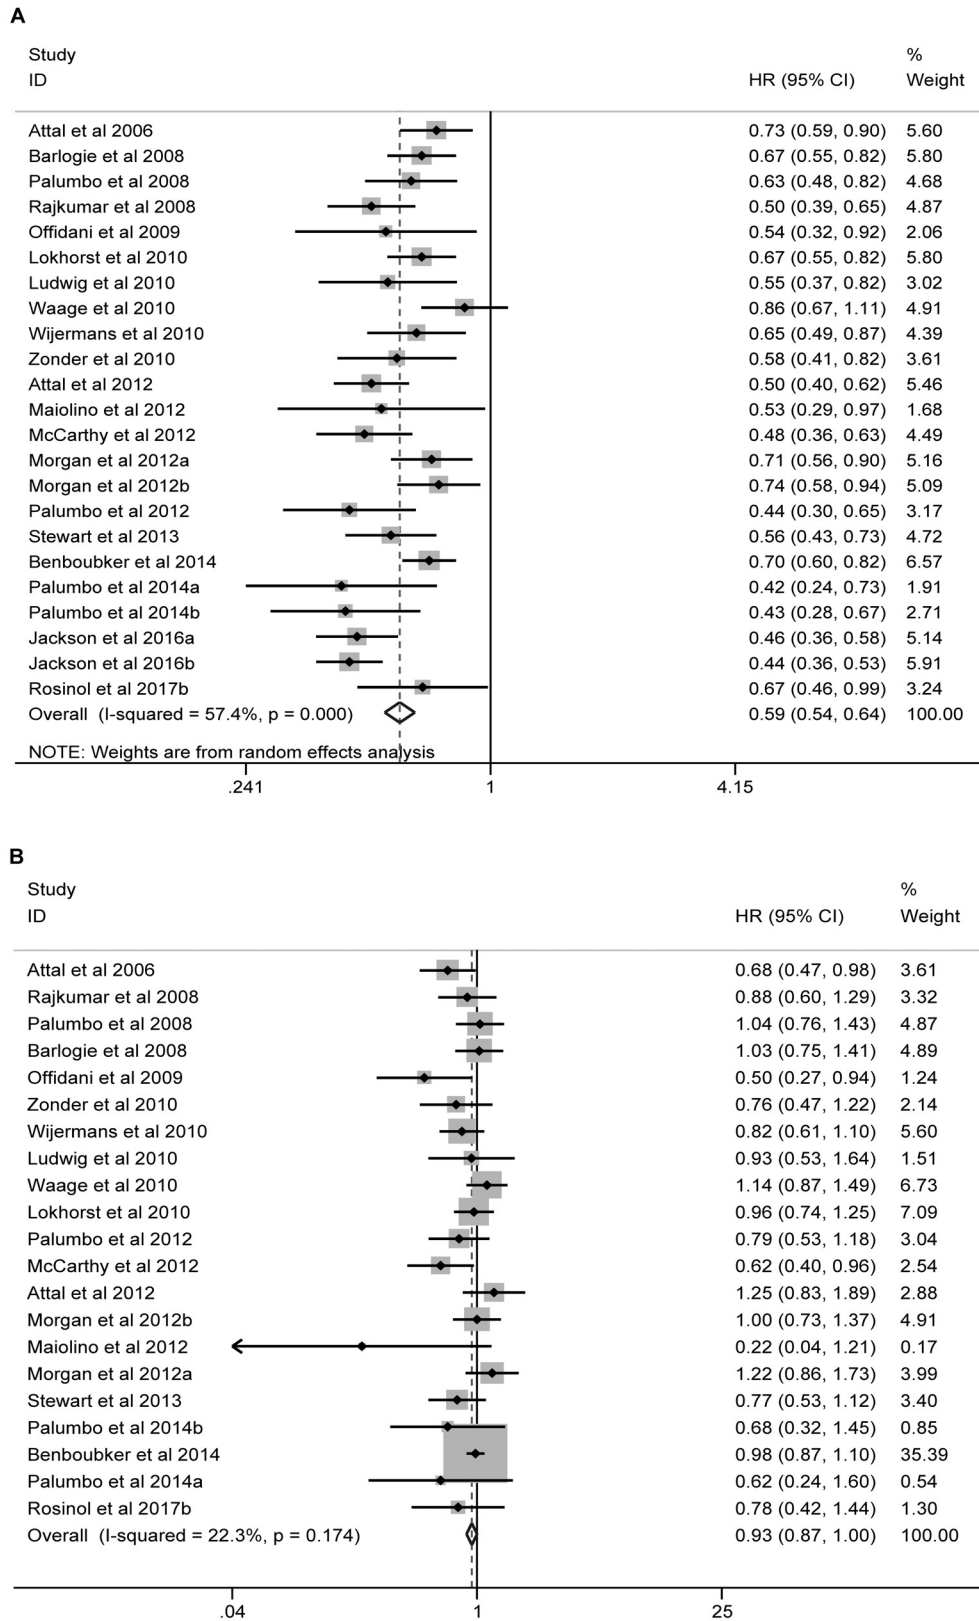 A
Study %
ID HR (95% CI) Weight
Attal et al 2006 0.73 (0.59, 0.90) 5.60
Barlogie et al 2008 0.67 (0.55, 0.82) 5.80
Palumbo et al 2008 0.63 (0.48, 0.82) 4.68
Rajkumar et al 2008 0.50 (0.39, 0.65) 4.87
Offidani et al 2009 0.54 (0.32, 0.92) 2.06
Lokhorst et al 2010 0.67 (0.55, 0.82) 5.80
Ludwig et al 2010 0.55 (0.37, 0.82) 3.02
Waage et al 2010 0.86 (0.67, 1.11) 4.91
Wijermans et al 2010 0.65 (0.49, 0.87) 4.39
Zonder et al 2010 0.58 (0.41, 0.82) 3.61
Attal et al 2012 0.50 (0.40, 0.62) 5.46
Maiolino et al 2012 0.53 (0.29, 0.97) 1.68
McCarthy et al 2012 0.48 (0.36, 0.63) 4.49
Morgan et al 2012a 0.71 (0.56, 0.90) 5.16
Morgan et al 2012b 0.74 (0.58, 0.94) 5.09
Palumbo et al 2012 0.44 (0.30, 0.65) 3.17
Stewart et al 2013 0.56 (0.43, 0.73) 4.72
Benboubker et al 2014 0.70 (0.60, 0.82) 6.57
Palumbo et al 2014a 0.42 (0.24, 0.73) 1.91
Palumbo et al 2014b 0.43 (0.28, 0.67) 2.71
Jackson et al 2016a 0.46 (0.36, 0.58) 5.14
Jackson et al 2016b 0.44 (0.36, 0.53) 5.91
Rosinol et al 2017b 0.67 (0.46, 0.99) 3.24
Overall (I-squared = 57.4%, p = 0.000) 0.59 (0.54, 0.64) 100.00
NOTE: Weights are from random effects analysis
.241 1 4.15
B
Study %
ID HR (95% CI) Weight
Attal et al 2006 0.68 (0.47, 0.98) 3.61
Rajkumar et al 2008 0.88 (0.60, 1.29) 3.32
Palumbo et al 2008 1.04 (0.76, 1.43) 4.87
Barlogie et al 2008 1.03 (0.75, 1.41) 4.89
Offidani et al 2009 0.50 (0.27, 0.94) 1.24
Zonder et al 2010 0.76 (0.47, 1.22) 2.14
Wijermans et al 2010 0.82 (0.61, 1.10) 5.60
Ludwig et al 2010 0.93 (0.53, 1.64) 1.51
Waage et al 2010 1.14 (0.87, 1.49) 6.73
Lokhorst et al 2010 0.96 (0.74, 1.25) 7.09
Palumbo et al 2012 0.79 (0.53, 1.18) 3.04
McCarthy et al 2012 0.62 (0.40, 0.96) 2.54
Attal et al 2012 1.25 (0.83, 1.89) 2.88
Morgan et al 2012b 1.00 (0.73, 1.37) 4.91
Maiolino et al 2012 0.22 (0.04, 1.21) 0.17
Morgan et al 2012a 1.22 (0.86, 1.73) 3.99
Stewart et al 2013 0.77 (0.53, 1.12) 3.40
Palumbo et al 2014b 0.68 (0.32, 1.45) 0.85
Benboubker et al 2014 0.98 (0.87, 1.10) 35.39
Palumbo et al 2014a 0.62 (0.24, 1.60) 0.54
Rosinol et al 2017b 0.78 (0.42, 1.44) 1.30
Overall (I-squared = 22.3%, p = 0.174) 0.93 (0.87, 1.00) 100.00
.04 1 25